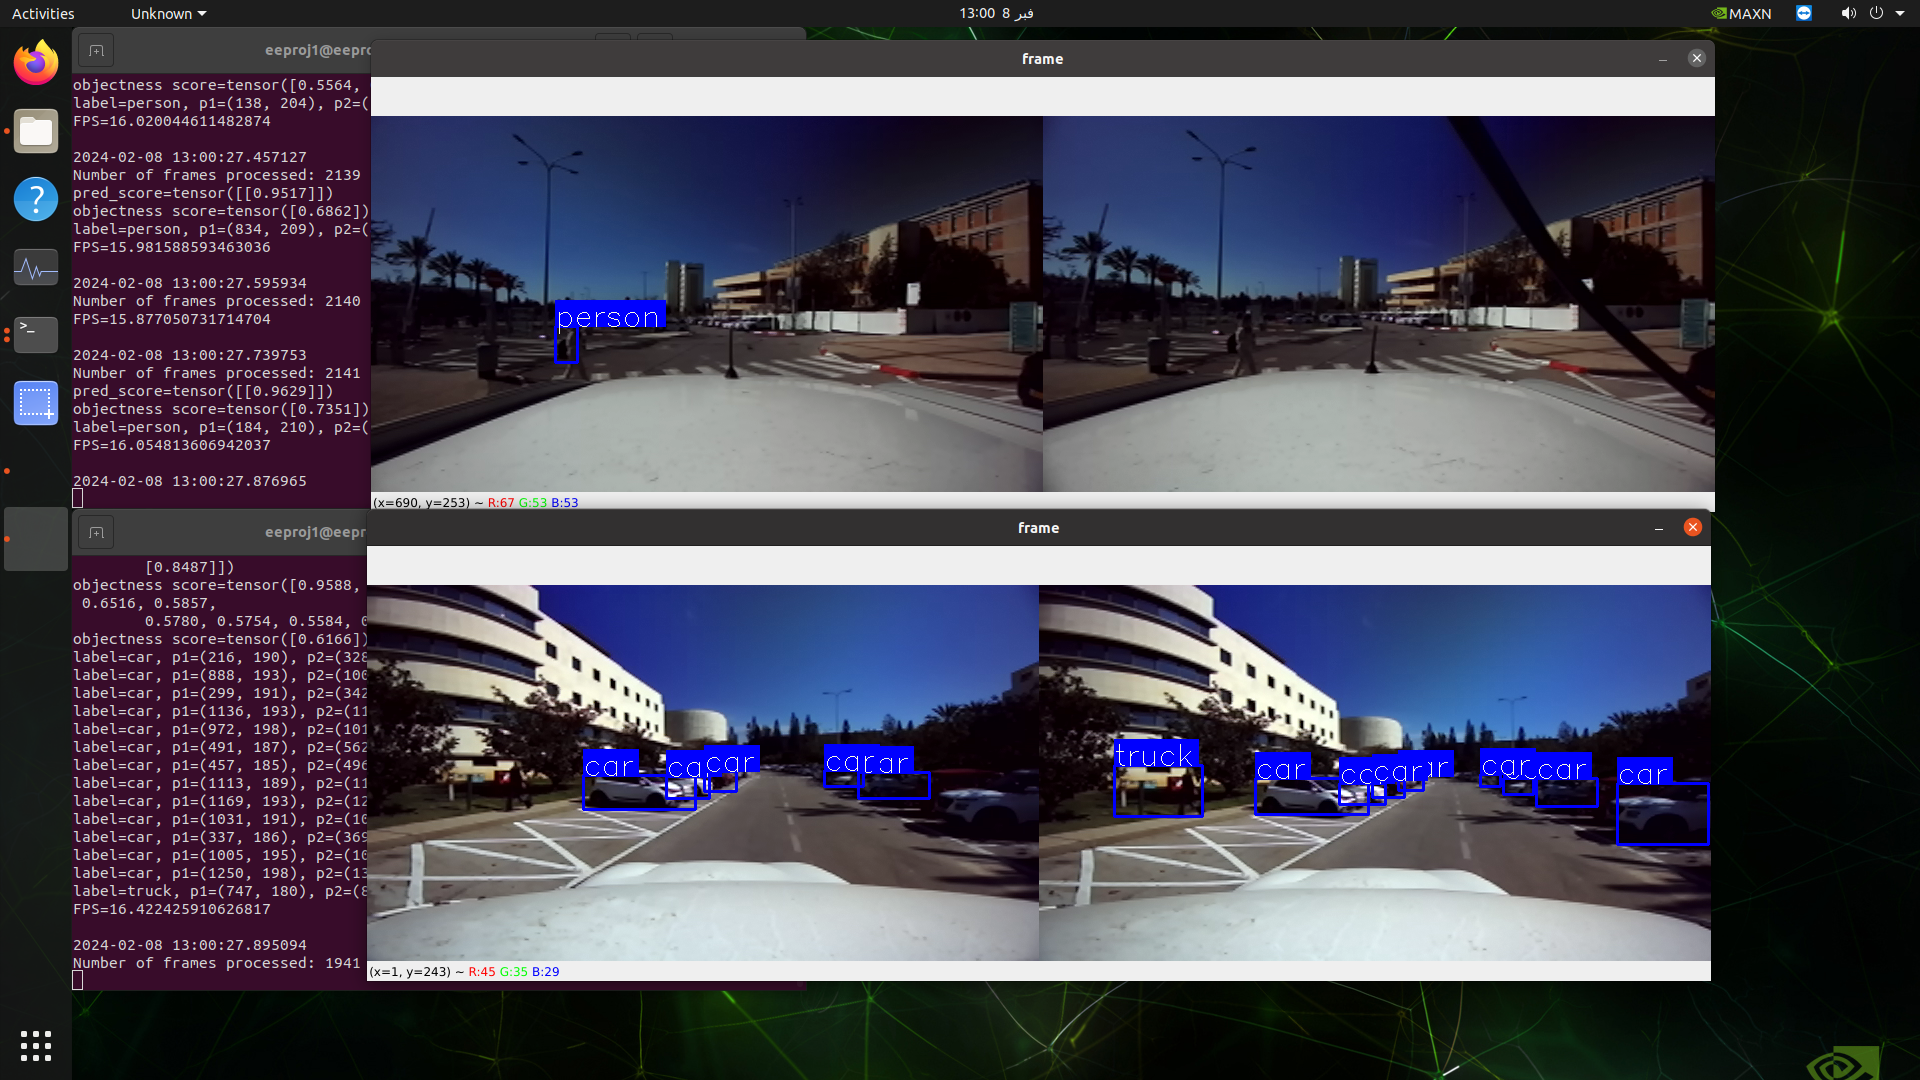 Activities
Unknown
13:00 8 فبر
MAXN
eeproj1@eepro
objectness score=tensor([0.5564,
label=person, p1=(138, 204), p2=(
FPS=16.020044611482874
2024-02-08 13:00:27.457127
Number of frames processed: 2139
pred_score=tensor([[0.9517]])
objectness score=tensor([0.6862])
label=person, p1=(834, 209), p2=(
FPS=15.981588593463036
2024-02-08 13:00:27.595934
Number of frames processed: 2140
FPS=15.877050731714704
2024-02-08 13:00:27.739753
Number of frames processed: 2141
pred_score=tensor([[0.9629]])
objectness score=tensor([0.7351])
label=person, p1=(184, 210), p2=(
FPS=16.054813606942037
2024-02-08 13:00:27.876965
frame
person
(x=690, y=253) ~ R:67 G:53 B:53
eeproj1@eepr
[0.8487]])
objectness score=tensor([0.9588,
0.6516, 0.5857,
0.5780, 0.5754, 0.5584, 0
objectness score=tensor([0.6166])
label=car, p1=(216, 190), p2=(328
label=car, p1=(888, 193), p2=(100
label=car, p1=(299, 191), p2=(342
label=car, p1=(1136, 193), p2=(11
label=car, p1=(972, 198), p2=(101
label=car, p1=(491, 187), p2=(562
label=car, p1=(457, 185), p2=(496
label=car, p1=(1113, 189), p2=(11
label=car, p1=(1169, 193), p2=(12
label=car, p1=(1031, 191), p2=(10
label=car, p1=(337, 186), p2=(369
label=car, p1=(1005, 195), p2=(10
label=car, p1=(1250, 198), p2=(13
label=truck, p1=(747, 180), p2=(8
FPS=16.422425910626817
2024-02-08 13:00:27.895094
Number of frames processed: 1941
frame
car
ca
car
car
ar
truck
car
car
ar
car
car
car
(x=1, y=243) ~ R:45 G:35 B:29